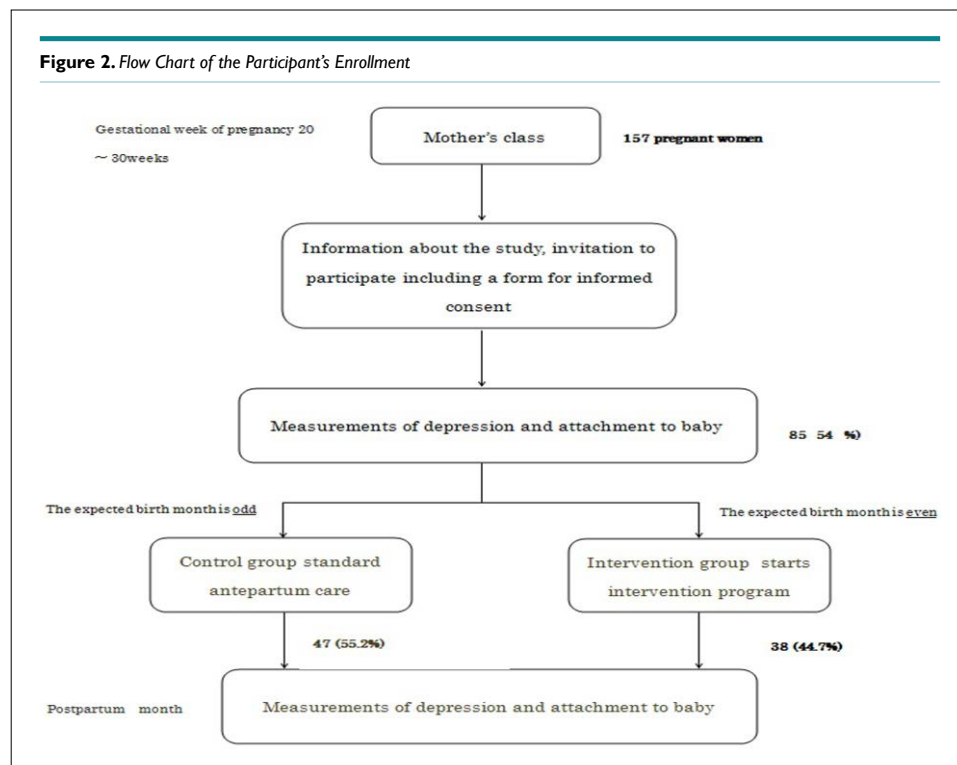 Figure 2. Flow Chart of the Participant's Enrollment
Gestational week of pregnancy 20
~ 30weeks
Mother's class
157 pregnant women
Information about the study, invitation to
participate including a form for informed
consent
Measurements of depression and attachment to baby
85 54 %)
The expected birth month is odd
The expected birth month is even
Control group standard
antepartum care
Intervention group starts
intervention program
47 (55.2%)
38 (44.7%)
Postpartum month
Measurements of depression and attachment to baby